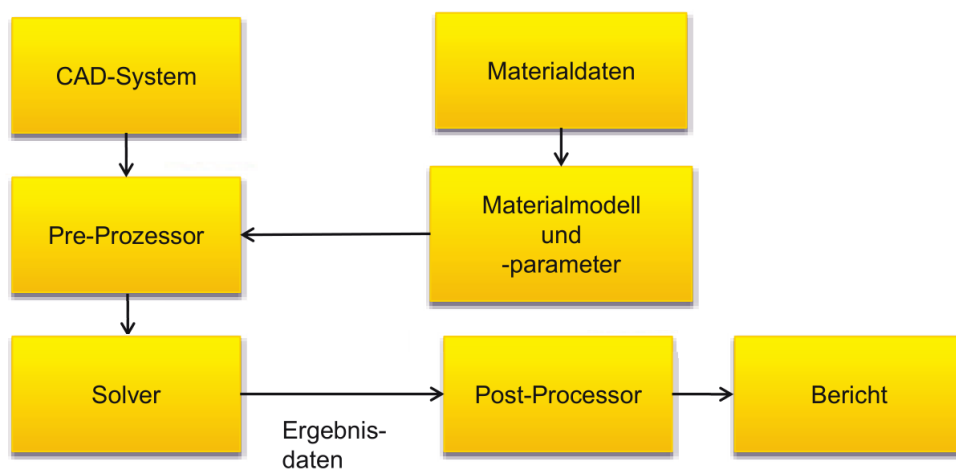 CAD-System
Materialdaten
Pre-Prozessor
Materialmodell
und
-parameter
Solver
Ergebnis-
daten
Post-Processor
Bericht